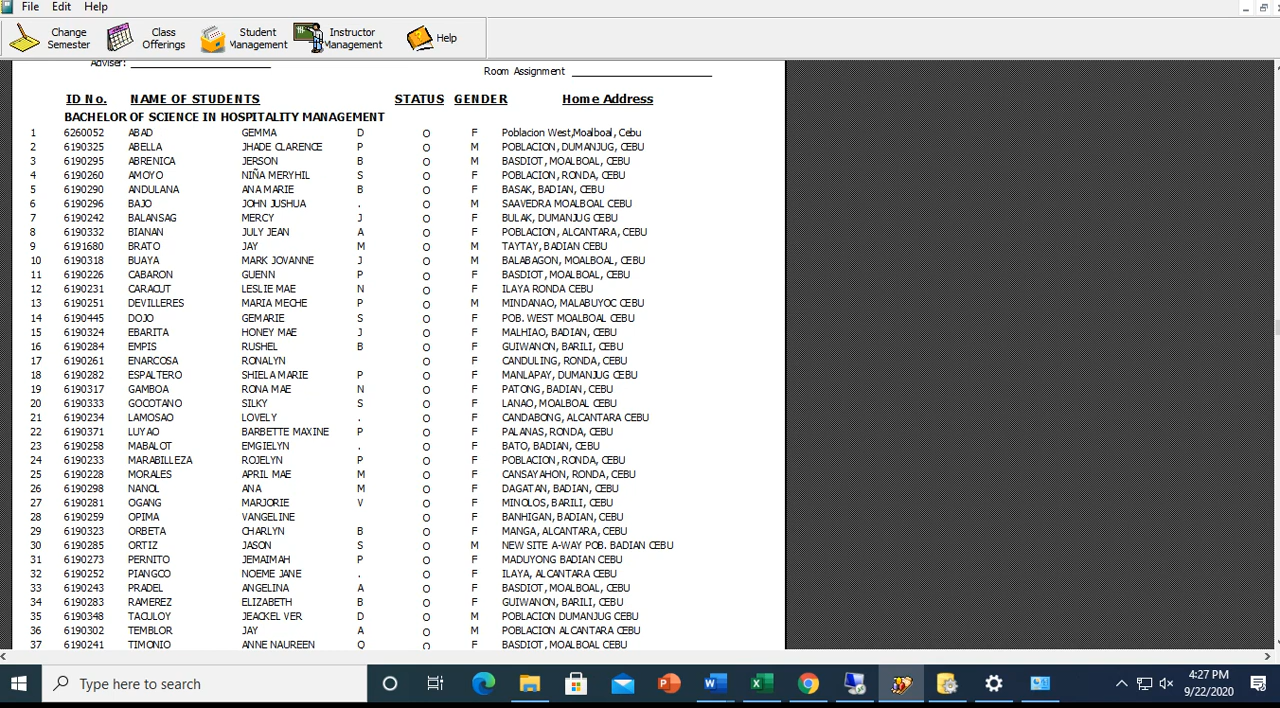 File Edit Help
Change Semester
Class Offerings
Student Management
Instructor Management
Help
Adviser: ____________________
Room Assignment ____________________
ID No. NAME OF STUDENTS STATUS GENDER Home Address
BACHELOR OF SCIENCE IN HOSPITALITY MANAGEMENT
1 6260052 ABAD GEMMA D O F Poblacion West,Moalboal, Cebu
2 6190325 ABELLA JHADE CLARENCE P O M POBLACION, DUMANJUG, CEBU
3 6190295 ABRENICA JERSON B O M BASDIOT, MOALBOAL, CEBU
4 6190260 AMOYO NIÑA MERYHIL S O F POBLACION, RONDA, CEBU
5 6190290 ANDULANA ANA MARIE B O F BASAK, BADIAN, CEBU
6 6190296 BAJO JOHN JUSHUA . O M SAAVEDRA MOALBOAL CEBU
7 6190242 BALANSAG MERCY J O F BULAK, DUMANJUG CEBU
8 6190332 BIANAN JULY JEAN A O F POBLACION, ALCANTARA, CEBU
9 6191680 BRATO JAY M O M TAYTAY, BADIAN CEBU
10 6190318 BUAYA MARK JOVANNE J O M BALABAGON, MOALBOAL, CEBU
11 6190226 CABARON GUENN P O F BASDIOT, MOALBOAL, CEBU
12 6190231 CARACUT LESLIE MAE N O F ILAYA RONDA CEBU
13 6190251 DEVILLERES MARIA MECHE P O M MINDANAO, MALABUYOC CEBU
14 6190445 DOJO GEMARIE S O F POB. WEST MOALBOAL CEBU
15 6190324 EBARITA HONEY MAE J O F MALHIAO, BADIAN, CEBU
16 6190284 EMPIS RUSHEL B O F GUIWANON, BARILI, CEBU
17 6190261 ENARCOSA RONALYN O F CANDULING, RONDA, CEBU
18 6190282 ESPALTERO SHIELA MARIE P O F MANLAPAY, DUMANJUG CEBU
19 6190317 GAMBOA RONA MAE N O F PATONG, BADIAN, CEBU
20 6190333 GOCOTANO SILKY S O F LANAO, MOALBOAL CEBU
21 6190234 LAMOSAO LOVELY . O F CANDABONG, ALCANTARA CEBU
22 6190371 LUYAO BARBETTE MAXINE P O F PALANAS, RONDA, CEBU
23 6190258 MABALOT EMGIELYN . O F BATO, BADIAN, CEBU
24 6190233 MARABILLEZA ROJELYN P O F POBLACION, RONDA, CEBU
25 6190228 MORALES APRIL MAE M O F CANSAYAHON, RONDA, CEBU
26 6190298 NANOL ANA M O F DAGATAN, BADIAN, CEBU
27 6190281 OGANG MARJORIE V O F MINOLOS, BARILI, CEBU
28 6190259 OPIMA VANGELINE O F BANHIGAN, BADIAN, CEBU
29 6190323 ORBETA CHARLYN B O F MANGA, ALCANTARA, CEBU
30 6190285 ORTIZ JASON S O M NEW SITE A-WAY POB. BADIAN CEBU
31 6190273 PERNITO JEMAIMAH P O F MADUYONG BADIAN CEBU
32 6190252 PIANGCO NOEME JANE . O F ILAYA, ALCANTARA CEBU
33 6190243 PRADEL ANGELINA A O F BASDIOT, MOALBOAL, CEBU
34 6190283 RAMEREZ ELIZABETH B O F GUIWANON, BARILI, CEBU
35 6190348 TACULOY JEACKEL VER D O M POBLACION DUMANJUG CEBU
36 6190302 TEMBLOR JAY A O M POBLACION ALCANTARA CEBU
37 6190241 TIMONIO ANNE NAUREEN Q O F BASDIOT, MOALBOAL CEBU
Type here to search
4:27 PM
9/22/2020